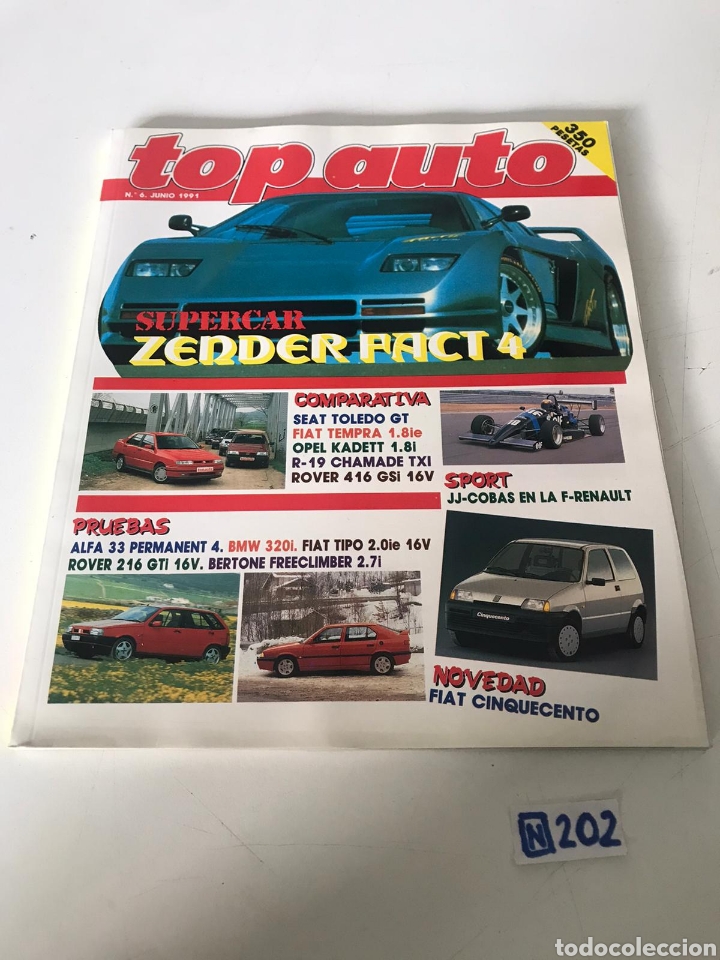 350
PESETAS
top auto
N.º 6. JUNIO 1991
SUPERCAR
ZENDER FACT 4
COMPARATIVA
SEAT TOLEDO GT
FIAT TEMPRA 1.8ie
OPEL KADETT 1.8i
R-19 CHAMADE TXI
ROVER 416 GSi 16V
SPORT
JJ-COBAS EN LA F-RENAULT
PRUEBAS
ALFA 33 PERMANENT 4. BMW 320i. FIAT TIPO 2.0ie 16V
ROVER 216 GTI 16V. BERTONE FREECLIMBER 2.7i
Cinquecento
NOVEDAD
FIAT CINQUECENTO
N 202
todocoleccion